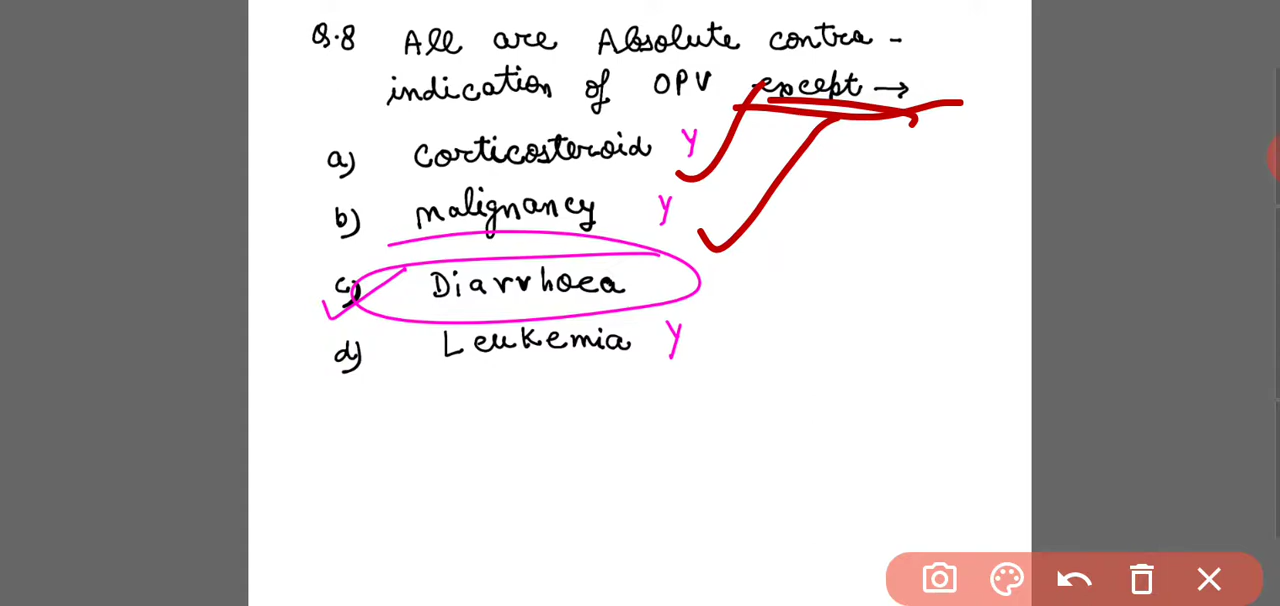 Q.8 All are Absolute contra -
indication of OPV except →
a) corticosteroid y
b) malignancy y
c) Diarrhoea
d) Leukemia y